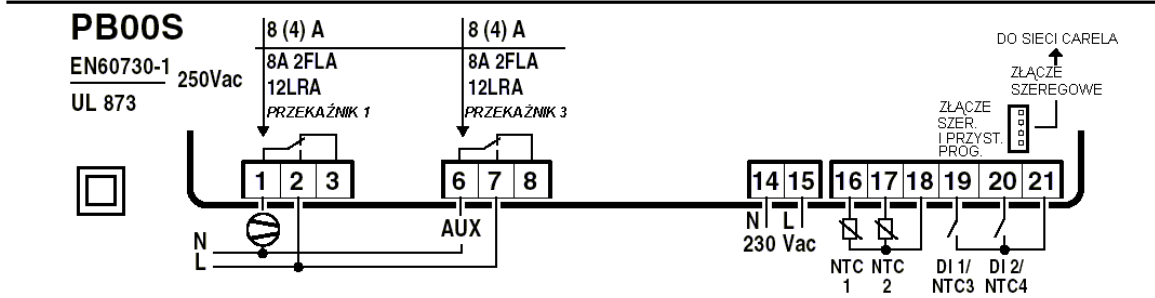 PB00S
EN60730-1
UL 873
250Vac
8 (4) A
8A 2FLA
12LRA
PRZEKAŹNIK 1
8 (4) A
8A 2FLA
12LRA
PRZEKAŹNIK 3
DO SIECI CARELA
ZŁĄCZE
SZEREGOWE
ZŁĄCZE
SZER.
I PRZYST.
PROG.
1 2 3
6 7 8
14 15
16 17 18 19 20 21
N
L
AUX
N L
230 Vac
NTC
1
NTC
2
DI 1/
NTC3
DI 2/
NTC4